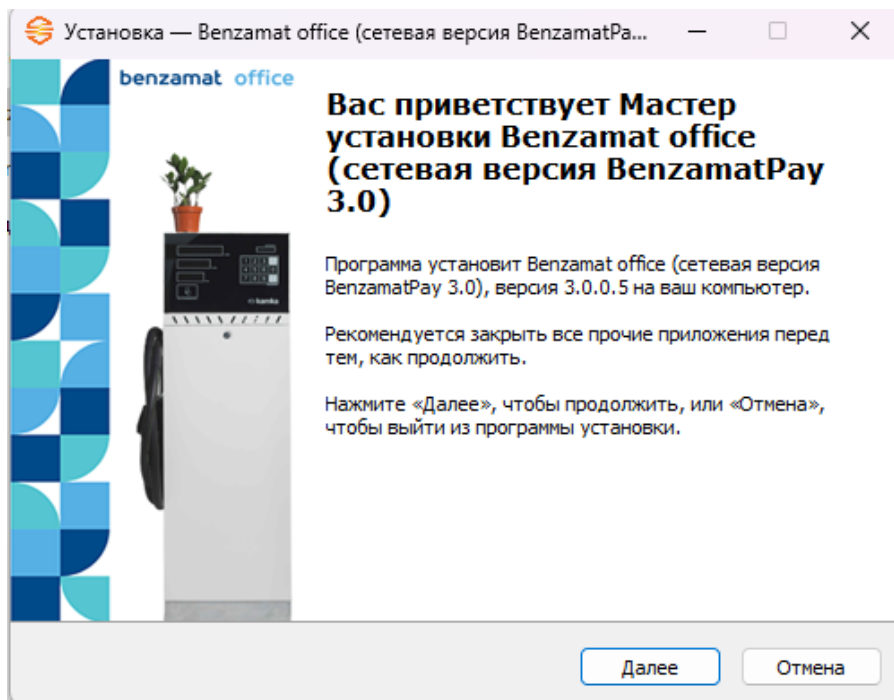 Установка — Benzamat office (сетевая версия BenzamatPa...
benzamat office
Вас приветствует Мастер
установки Benzamat office
(сетевая версия BenzamatPay
3.0)
Программа установит Benzamat office (сетевая версия
BenzamatPay 3.0), версия 3.0.0.5 на ваш компьютер.
Рекомендуется закрыть все прочие приложения перед
тем, как продолжить.
Нажмите «Далее», чтобы продолжить, или «Отмена»,
чтобы выйти из программы установки.
Далее
Отмена